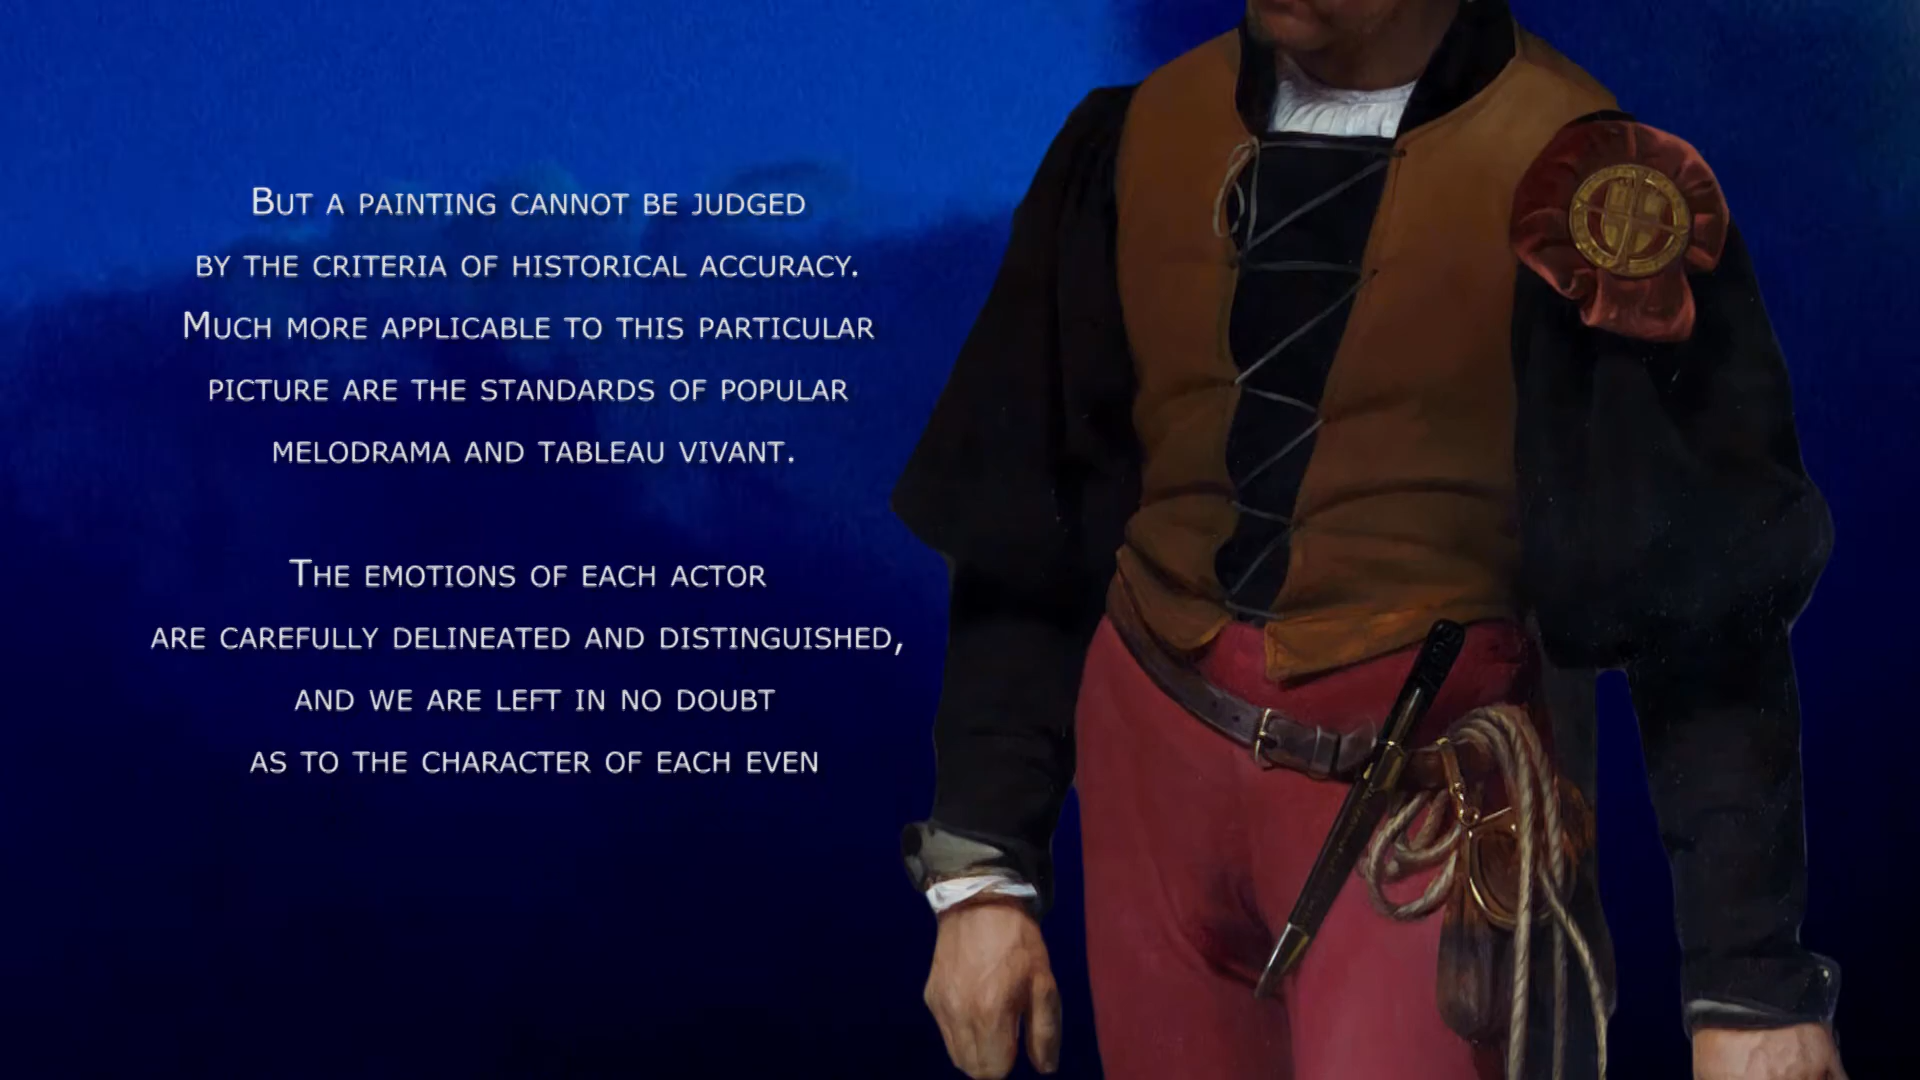 But a painting cannot be judged
by the criteria of historical accuracy.
Much more applicable to this particular
picture are the standards of popular
melodrama and tableau vivant.
The emotions of each actor
are carefully delineated and distinguished,
and we are left in no doubt
as to the character of each even